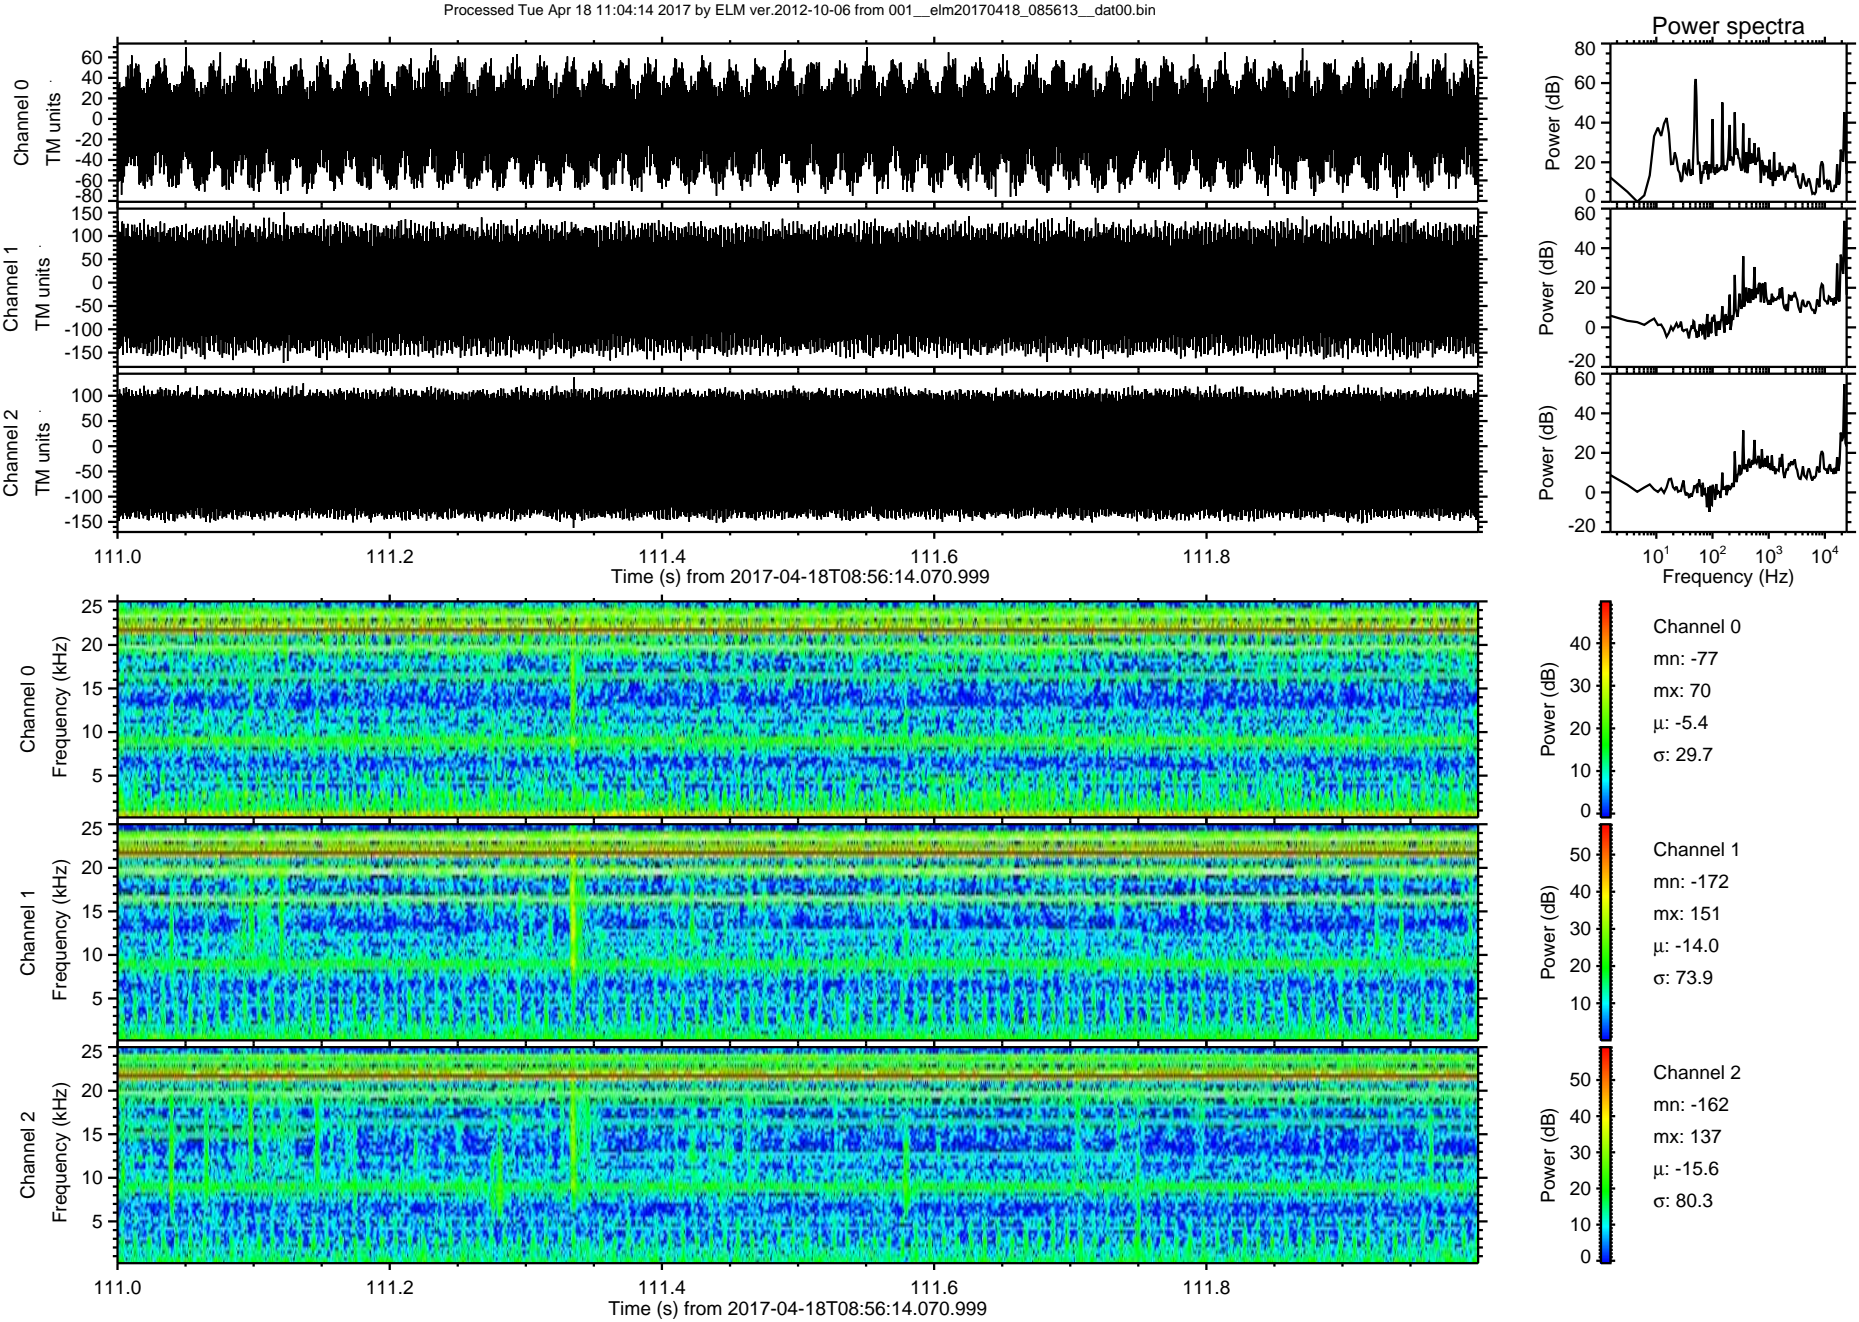 Processed Tue Apr 18 11:04:14 2017 by ELM ver.2012-10-06 from 001__elm20170418_085613__dat00.bin
Power spectra
Channel 0
TM units
60
40
20
0
-20
-40
-60
-80
Power (dB)
80
60
40
20
0
Channel 1
TM units
150
100
50
0
-50
-100
-150
Power (dB)
60
40
20
0
-20
Channel 2
TM units
100
50
0
-50
-100
-150
Power (dB)
60
40
20
0
-20
111.0 111.2 111.4 111.6 111.8
Time (s) from 2017-04-18T08:56:14.070.999
10^1 10^2 10^3 10^4
Frequency (Hz)
Channel 0
Frequency (kHz)
25
20
15
10
5
Power (dB)
40
30
20
10
0
Channel 0
mn: -77
mx: 70
μ: -5.4
σ: 29.7
Channel 1
Frequency (kHz)
25
20
15
10
5
Power (dB)
50
40
30
20
10
Channel 1
mn: -172
mx: 151
μ: -14.0
σ: 73.9
Channel 2
Frequency (kHz)
25
20
15
10
5
Power (dB)
50
40
30
20
10
0
Channel 2
mn: -162
mx: 137
μ: -15.6
σ: 80.3
111.0 111.2 111.4 111.6 111.8
Time (s) from 2017-04-18T08:56:14.070.999